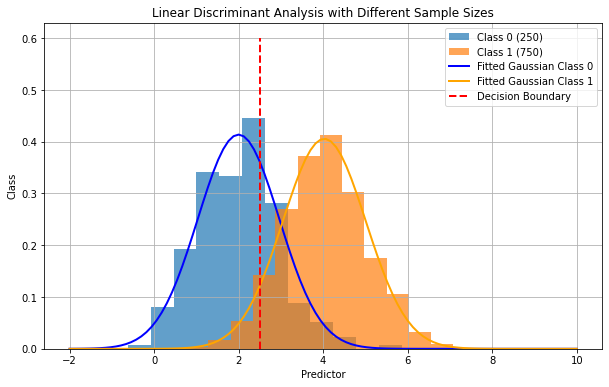 Linear Discriminant Analysis with Different Sample Sizes
Class 0 (250)
Class 1 (750)
Fitted Gaussian Class 0
Fitted Gaussian Class 1
Decision Boundary
Class
0.6
0.5
0.4
0.3
0.2
0.1
0.0
−2 0 2 4 6 8 10
Predictor